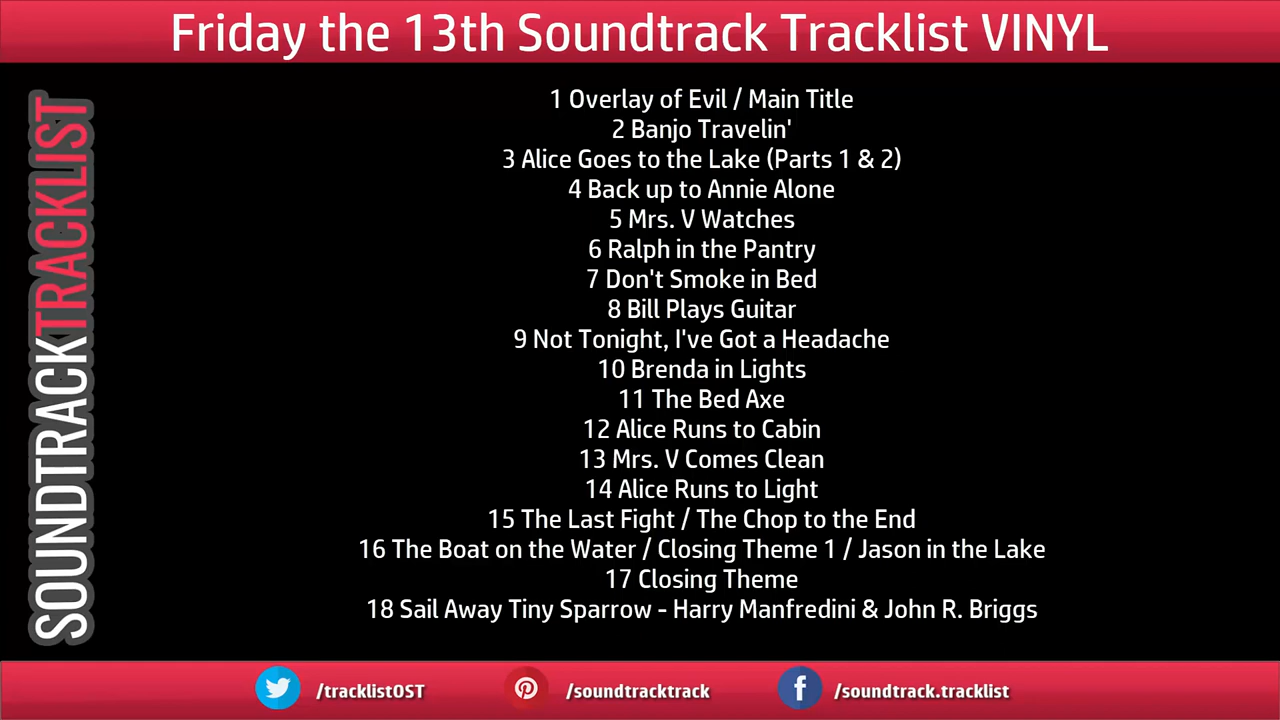 Friday the 13th Soundtrack Tracklist VINYL
SOUNDTRACKTRACKLIST
1 Overlay of Evil / Main Title
2 Banjo Travelin'
3 Alice Goes to the Lake (Parts 1 & 2)
4 Back up to Annie Alone
5 Mrs. V Watches
6 Ralph in the Pantry
7 Don't Smoke in Bed
8 Bill Plays Guitar
9 Not Tonight, I've Got a Headache
10 Brenda in Lights
11 The Bed Axe
12 Alice Runs to Cabin
13 Mrs. V Comes Clean
14 Alice Runs to Light
15 The Last Fight / The Chop to the End
16 The Boat on the Water / Closing Theme 1 / Jason in the Lake
17 Closing Theme
18 Sail Away Tiny Sparrow - Harry Manfredini & John R. Briggs
/tracklistOST /soundtracktrack /soundtrack.tracklist